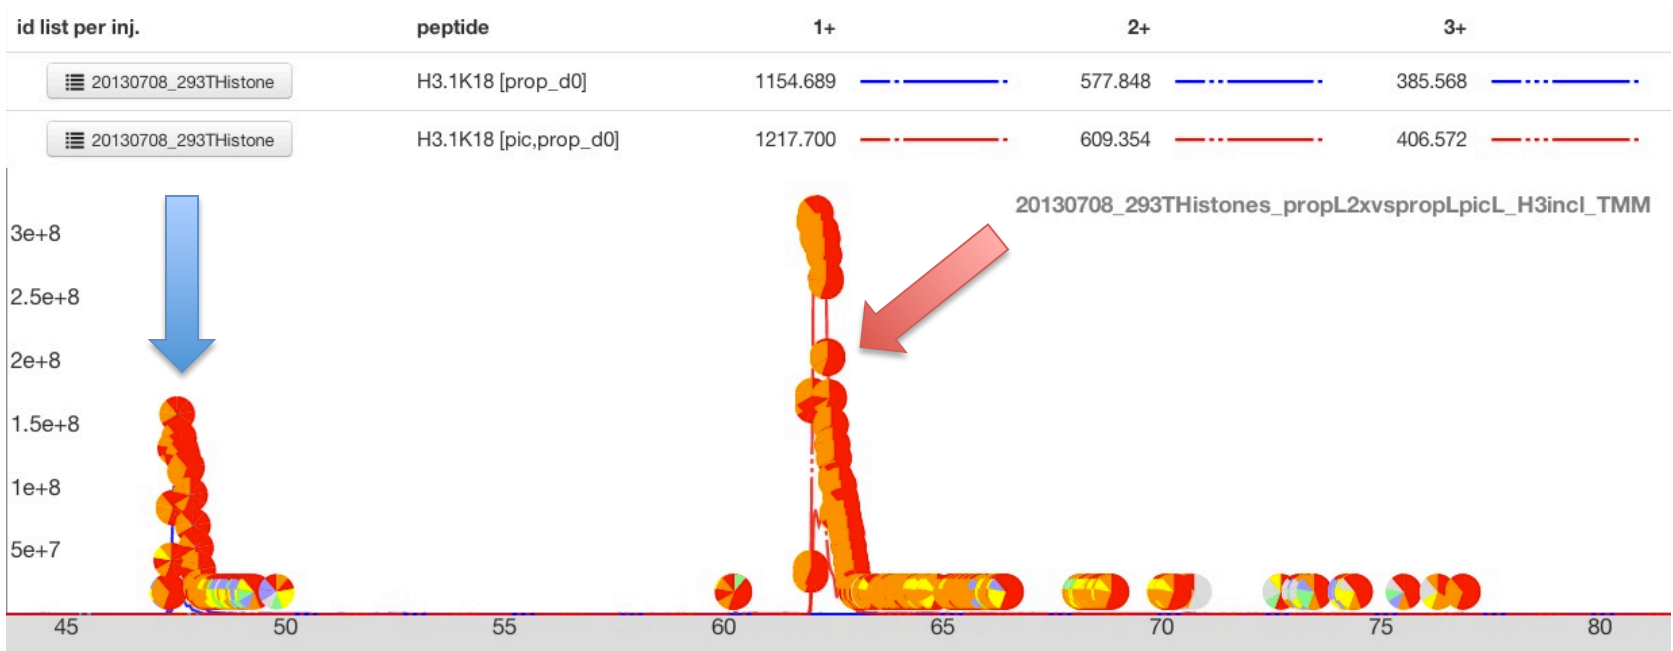 id list per inj. peptide 1+ 2+ 3+
20130708_293THistone H3.1K18 [prop_d0] 1154.689 577.848 385.568
20130708_293THistone H3.1K18 [pic,prop_d0] 1217.700 609.354 406.572
20130708_293THistones_propL2xvspropLpicL_H3incl_TMM
3e+8
2.5e+8
2e+8
1.5e+8
1e+8
5e+7
45 50 55 60 65 70 75 80